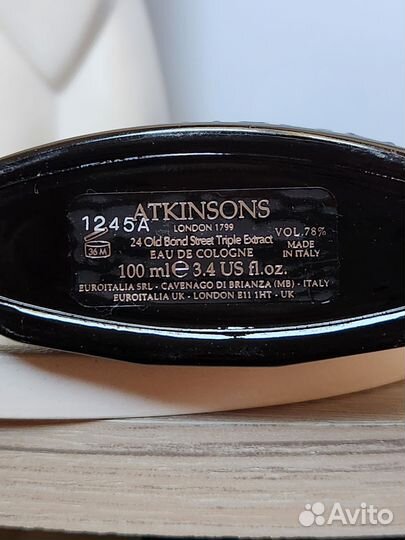 1245A
ATKINSONS
LONDON 1799
24 Old Bond Street Triple Extract
EAU DE COLOGNE
VOL.78%
MADE
IN ITALY
36 M
100 ml e 3.4 US fl.oz.
EUROITALIA SRL - CAVENAGO DI BRIANZA (MB) - ITALY
EUROITALIA UK - LONDON E11 1HT - UK
Avito